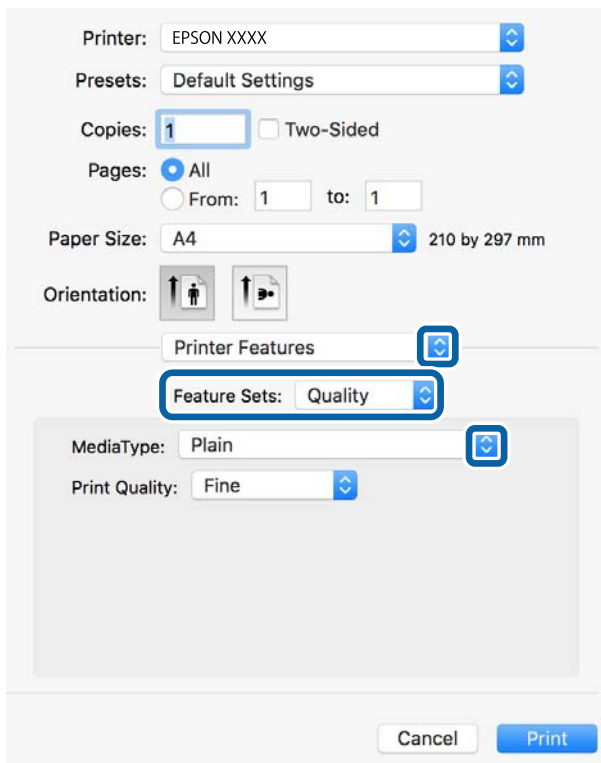 Printer: EPSON XXXX
Presets: Default Settings
Copies: 1 Two-Sided
Pages: All
From: 1 to: 1
Paper Size: A4 210 by 297 mm
Orientation:
Printer Features
Feature Sets: Quality
MediaType: Plain
Print Quality: Fine
Cancel Print